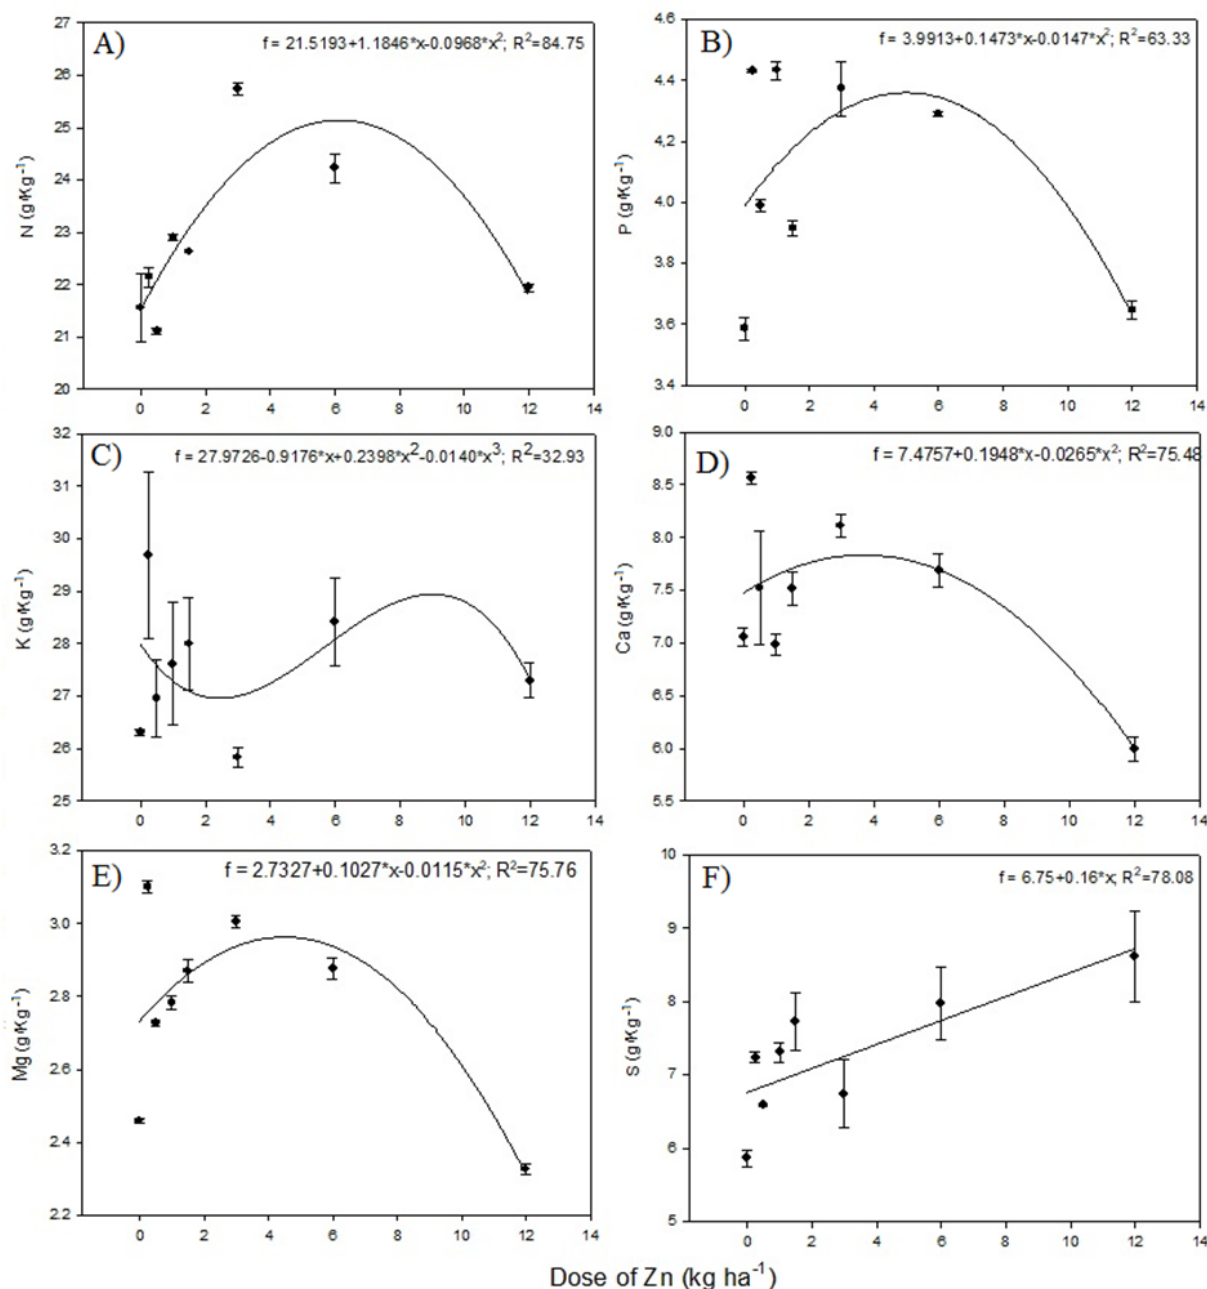 A)
f = 21.5193+1.1846*x-0.0968*x²; R²=84.75
27
26
25
24
23
22
21
20
N (g/Kg⁻¹)
0 2 4 6 8 10 12 14
B)
f = 3.9913+0.1473*x-0.0147*x²; R²=63.33
4.6
4.4
4.2
4.0
3.8
3.6
3.4
P (g/Kg⁻¹)
0 2 4 6 8 10 12 14
C)
f = 27.9726-0.9176*x+0.2398*x²-0.0140*x³; R²=32.93
32
31
30
29
28
27
26
25
K (g/Kg⁻¹)
0 2 4 6 8 10 12 14
D)
f = 7.4757+0.1948*x-0.0265*x²; R²=75.48
9.0
8.5
8.0
7.5
7.0
6.5
6.0
5.5
Ca (g/Kg⁻¹)
0 2 4 6 8 10 12 14
E)
f = 2.7327+0.1027*x-0.0115*x²; R²=75.76
3.2
3.0
2.8
2.6
2.4
2.2
Mg (g/Kg⁻¹)
0 2 4 6 8 10 12 14
F)
f = 6.75+0.16*x; R²=78.08
10
9
8
7
6
5
S (g/Kg⁻¹)
0 2 4 6 8 10 12 14
Dose of Zn (kg ha⁻¹)